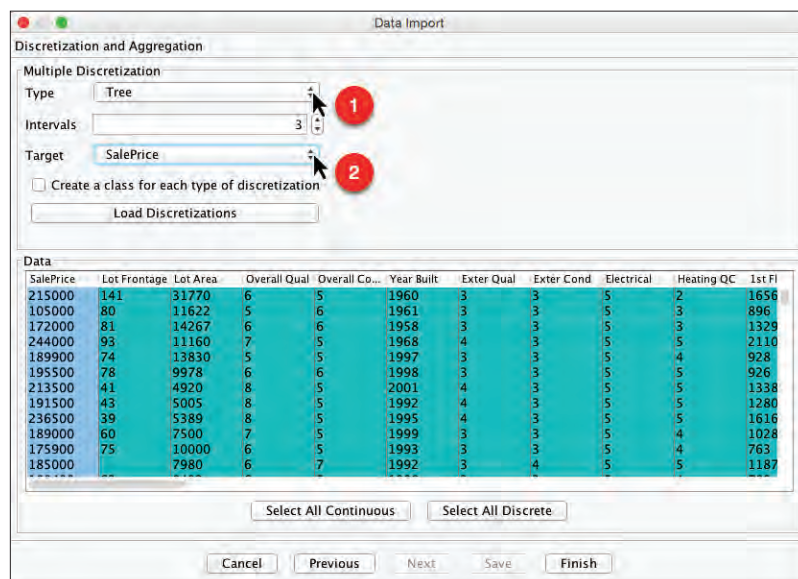 Data Import
Discretization and Aggregation
Multiple Discretization
Type Tree
1
Intervals 3
Target SalePrice
2
Create a class for each type of discretization
Load Discretizations
Data
SalePrice Lot Frontage Lot Area Overall Qual Overall Co... Year Built Exter Qual Exter Cond Electrical Heating QC 1st Fl
215000 141 31770 6 5 1960 3 3 5 2 1656
105000 80 11622 5 6 1961 3 3 5 3 896
172000 81 14267 6 6 1958 3 3 5 3 1329
244000 93 11160 7 5 1968 4 3 5 5 2110
189900 74 13830 5 5 1997 3 3 5 4 928
195500 78 9978 6 6 1998 3 3 5 5 926
213500 41 4920 8 5 2001 4 3 5 5 1338
191500 43 5005 8 5 1992 4 3 5 5 1280
236500 39 5389 8 5 1995 4 3 5 5 1616
189000 60 7500 7 5 1999 3 3 5 4 1028
175900 75 10000 6 5 1993 3 3 5 4 763
185000 7980 6 7 1992 3 4 5 5 1187
Select All Continuous Select All Discrete
Cancel Previous Next Save Finish